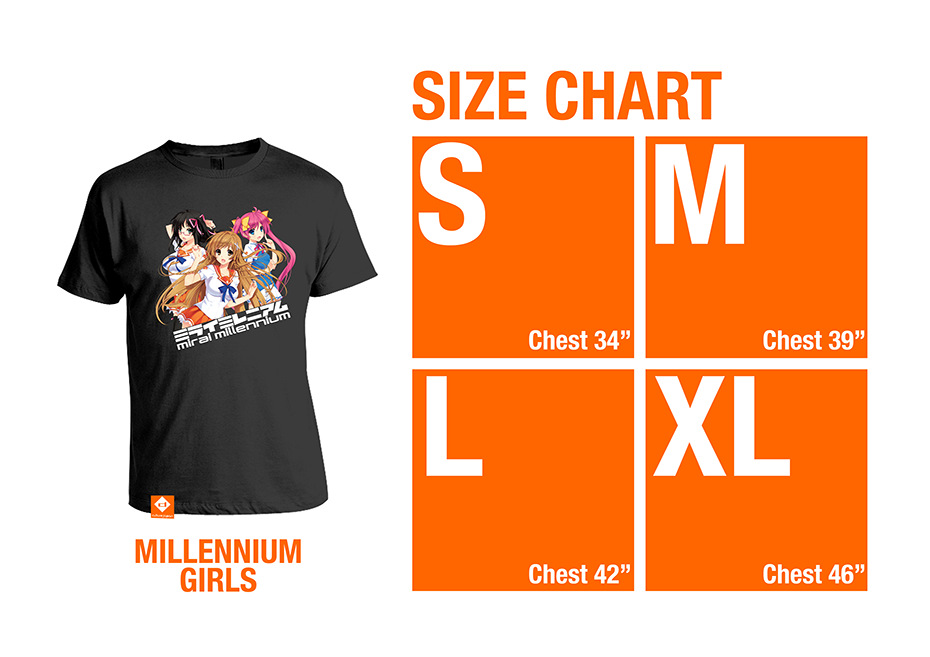 SIZE CHART
S
Chest 34”
M
Chest 39”
L
Chest 42”
XL
Chest 46”
ミライミレニアム
mirai millennium
MILLENNIUM
GIRLS